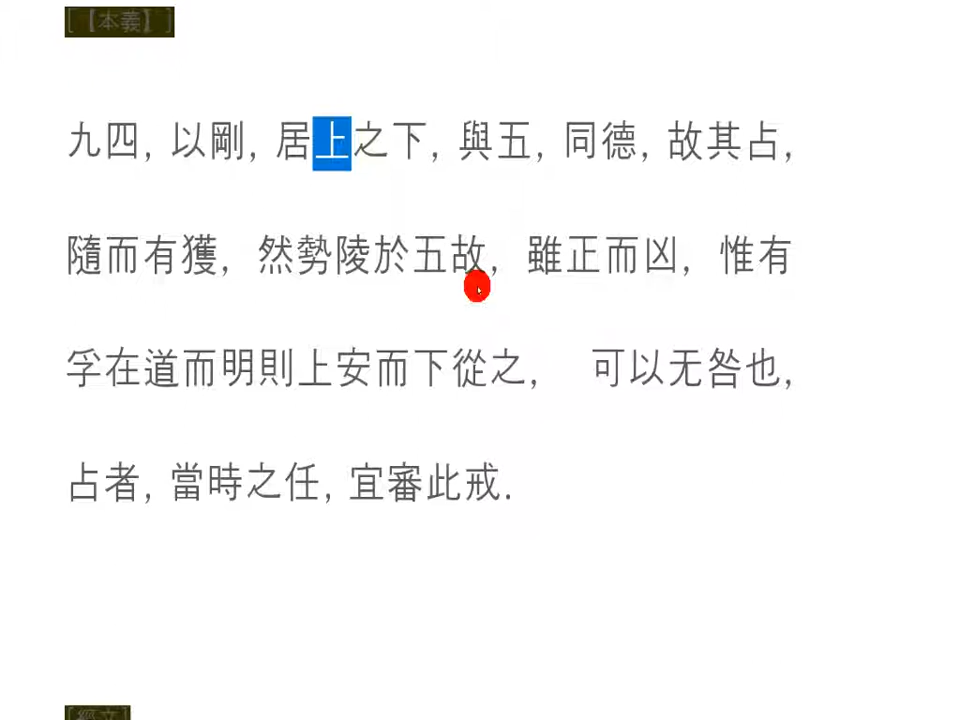 [【本義】]
九四, 以剛, 居上之下, 與五, 同德, 故其占,
隨而有獲, 然勢陵於五故, 雖正而凶, 惟有
孚在道而明則上安而下從之, 可以无咎也,
占者, 當時之任, 宜審此戒.